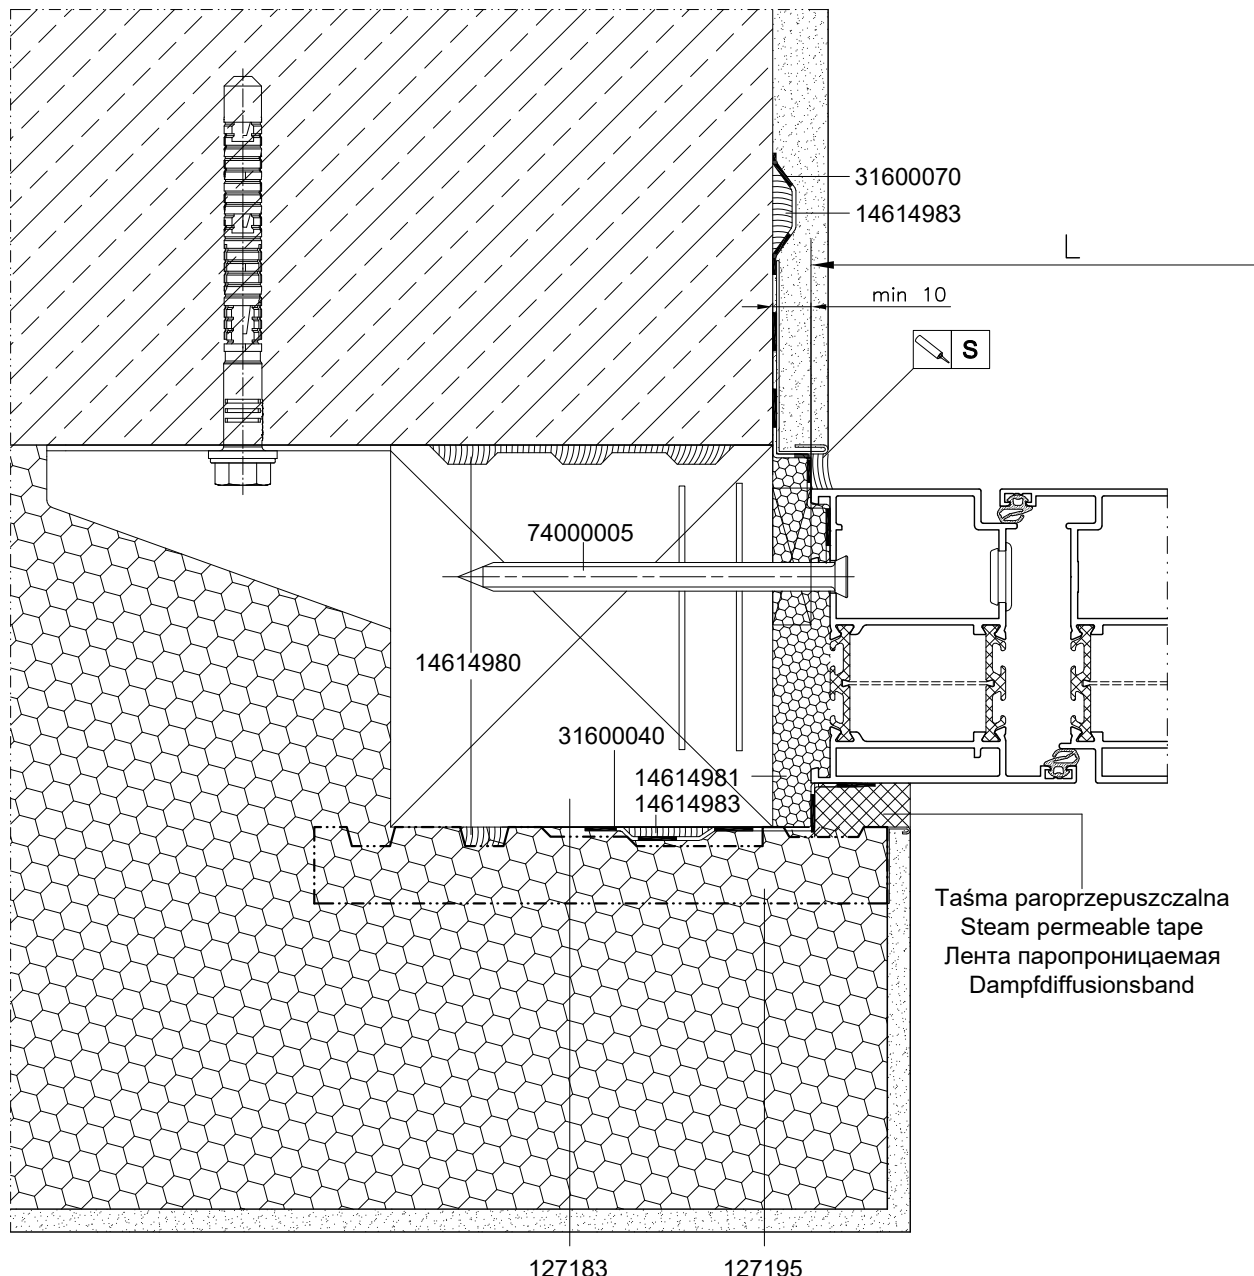 31600070
14614983
L
min 10
S
74000005
14614980
31600040
14614981
14614983
Taśma paroprzepuszczalna
Steam permeable tape
Лента паропроницаемая
Dampfdiffusionsband
127183
127195